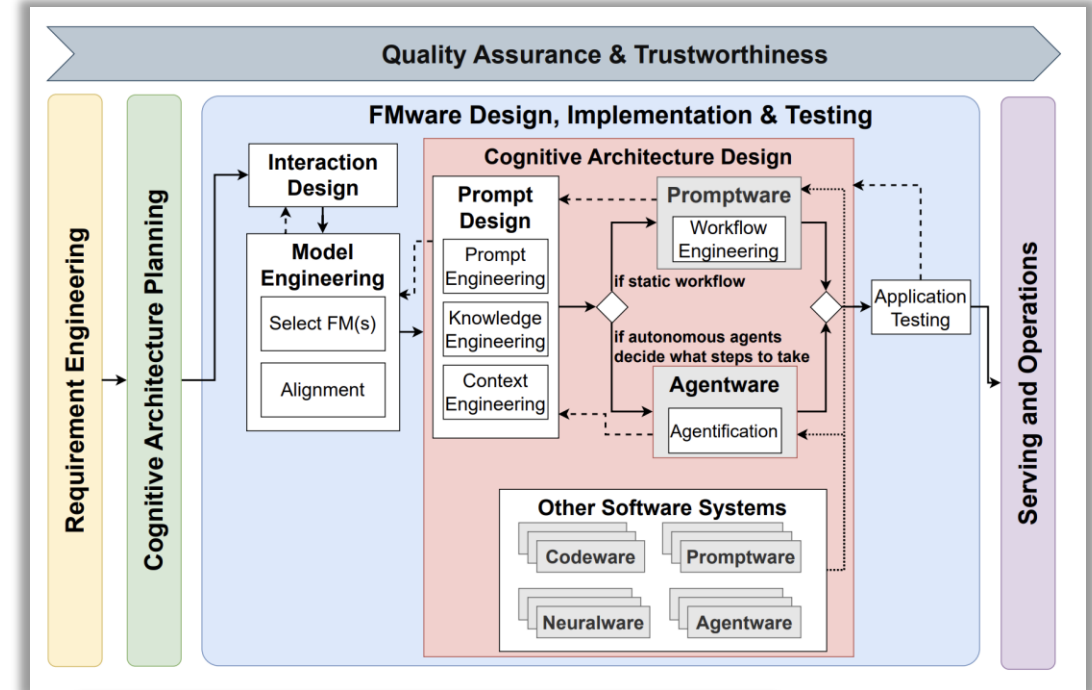 Quality Assurance & Trustworthiness
Requirement Engineering
Cognitive Architecture Planning
FMware Design, Implementation & Testing
Interaction
Design
Model
Engineering
Select FM(s)
Alignment
Cognitive Architecture Design
Prompt
Design
Prompt
Engineering
Knowledge
Engineering
Context
Engineering
Promptware
Workflow
Engineering
if static workflow
if autonomous agents
decide what steps to take
Agentware
Agentification
Other Software Systems
Codeware
Promptware
Neuralware
Agentware
Application
Testing
Serving and Operations